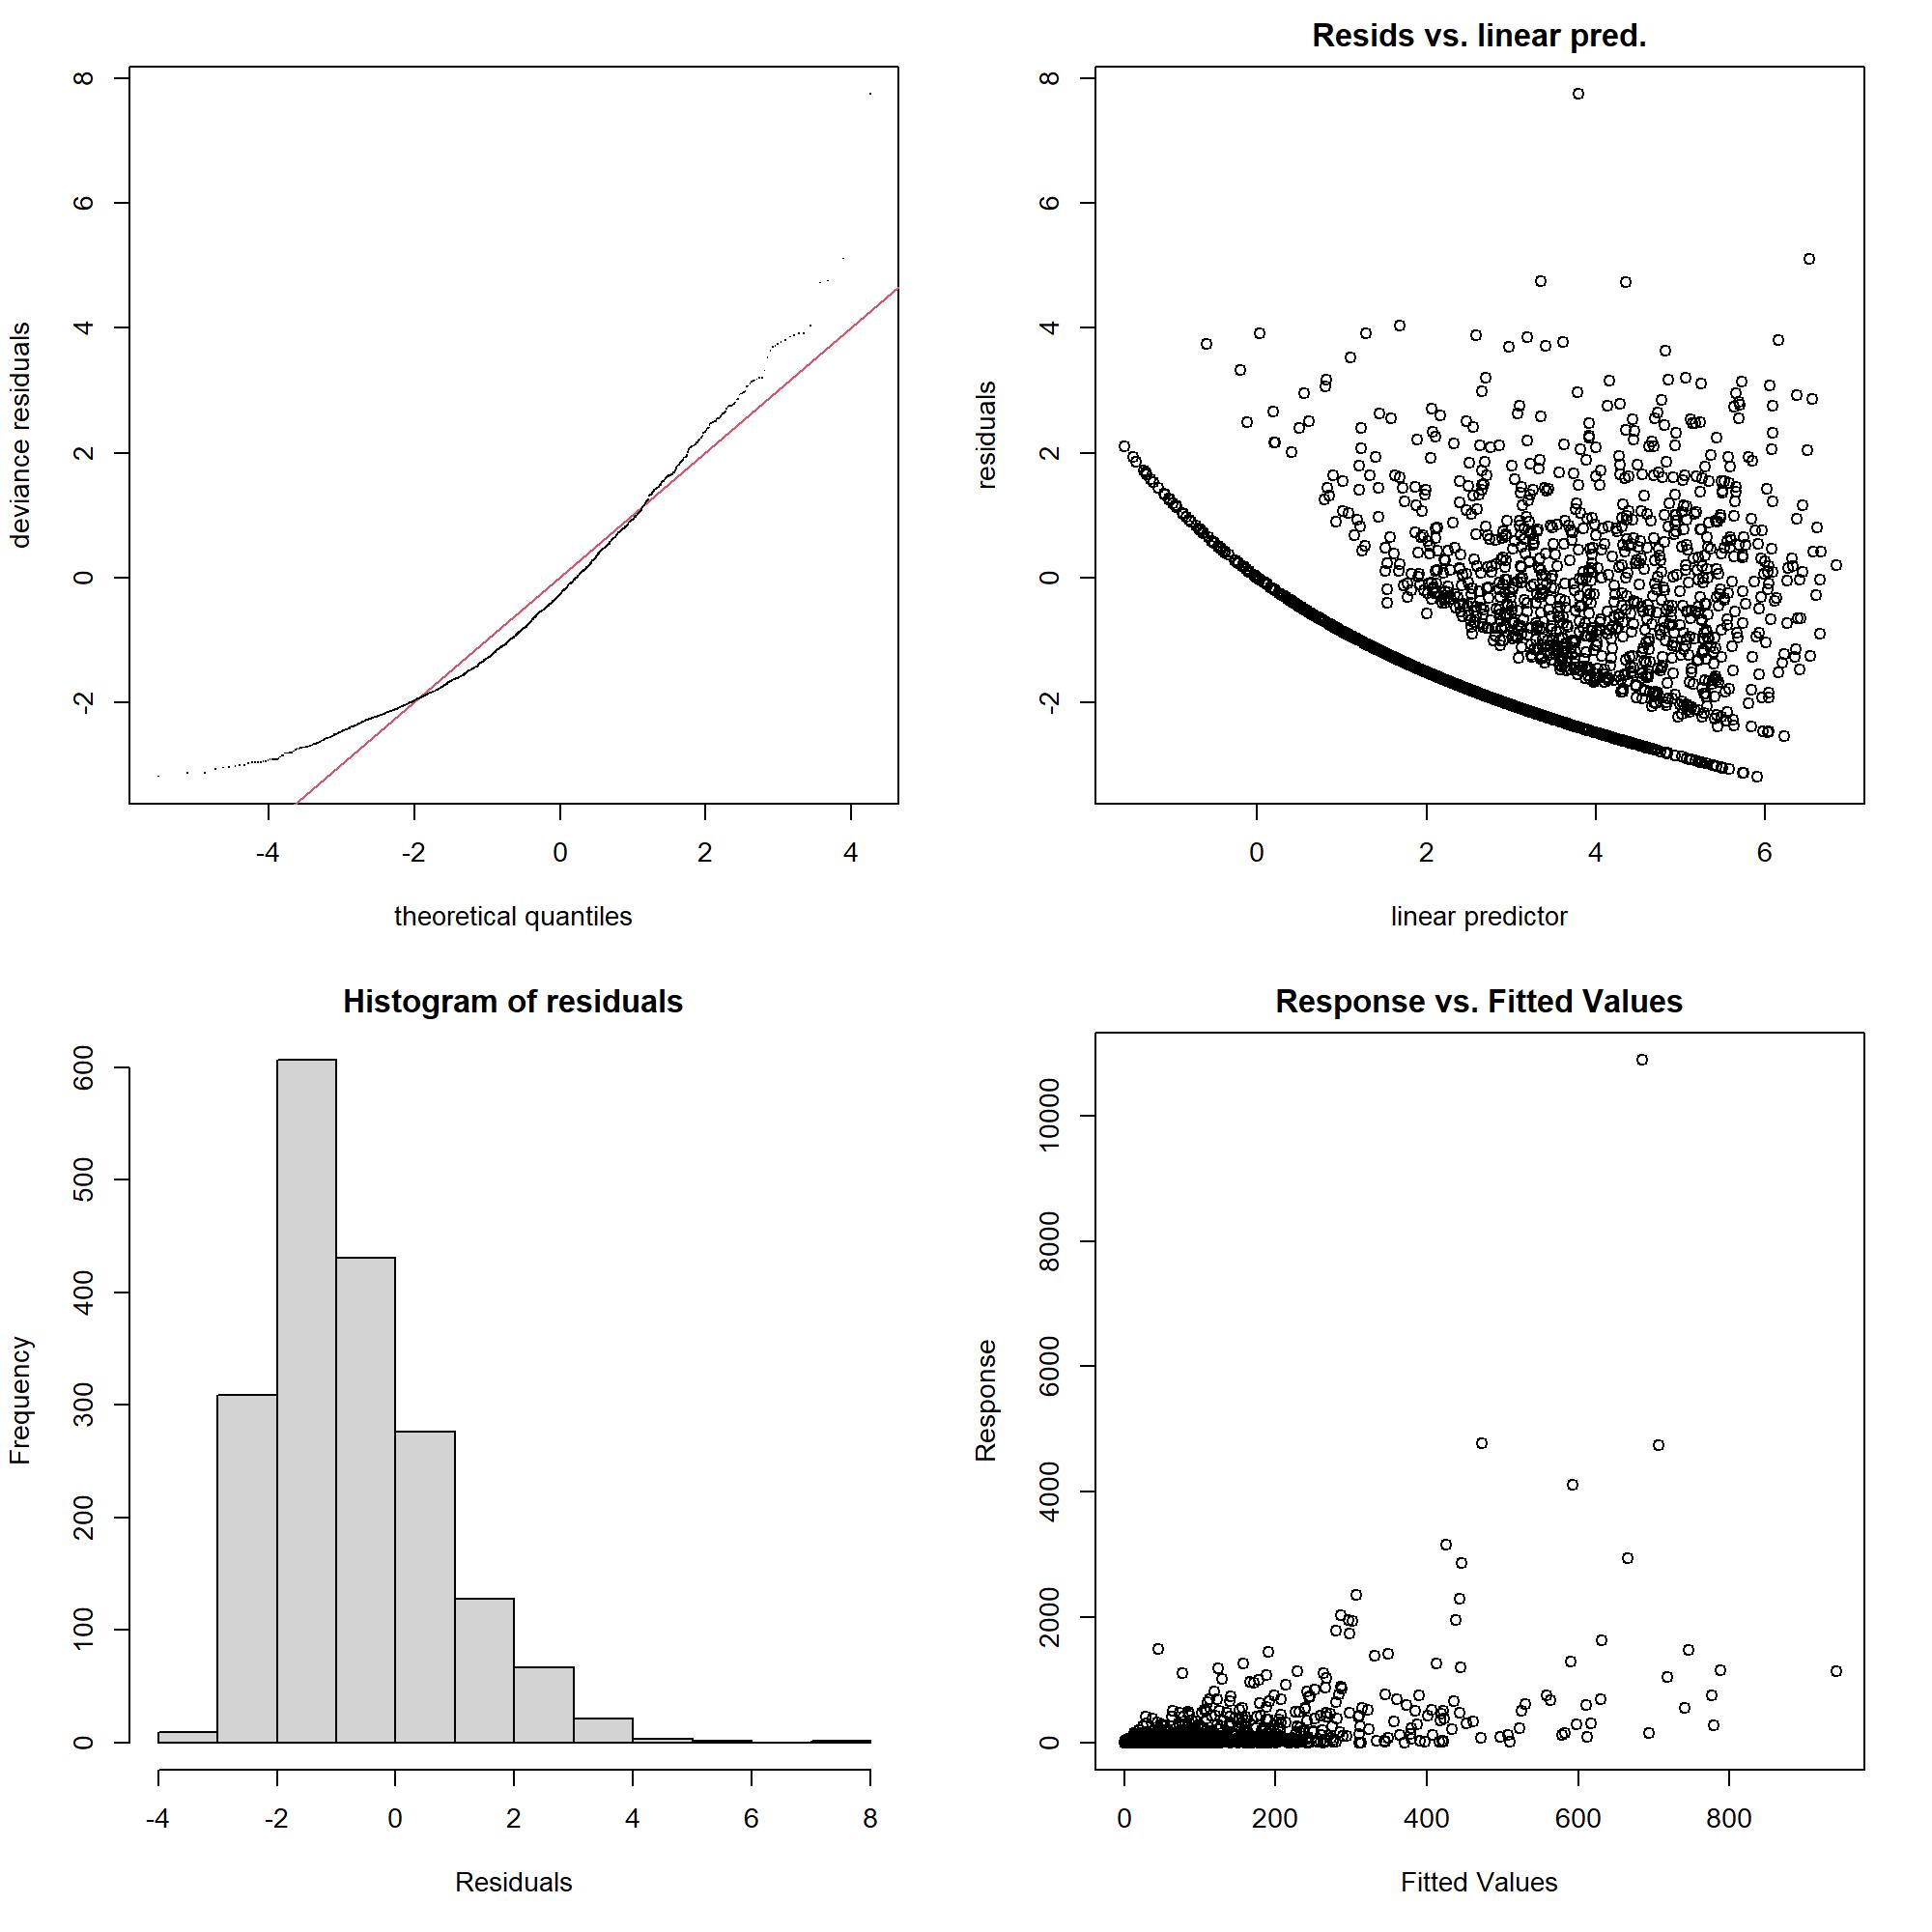 8
6
4
2
0
-2
deviance residuals
-4 -2 0 2 4
theoretical quantiles
Resids vs. linear pred.
8
6
4
2
0
-2
residuals
0 2 4 6
linear predictor
Histogram of residuals
600
500
400
300
200
100
0
Frequency
-4 -2 0 2 4 6 8
Residuals
Response vs. Fitted Values
10000
8000
6000
4000
2000
0
Response
0 200 400 600 800
Fitted Values